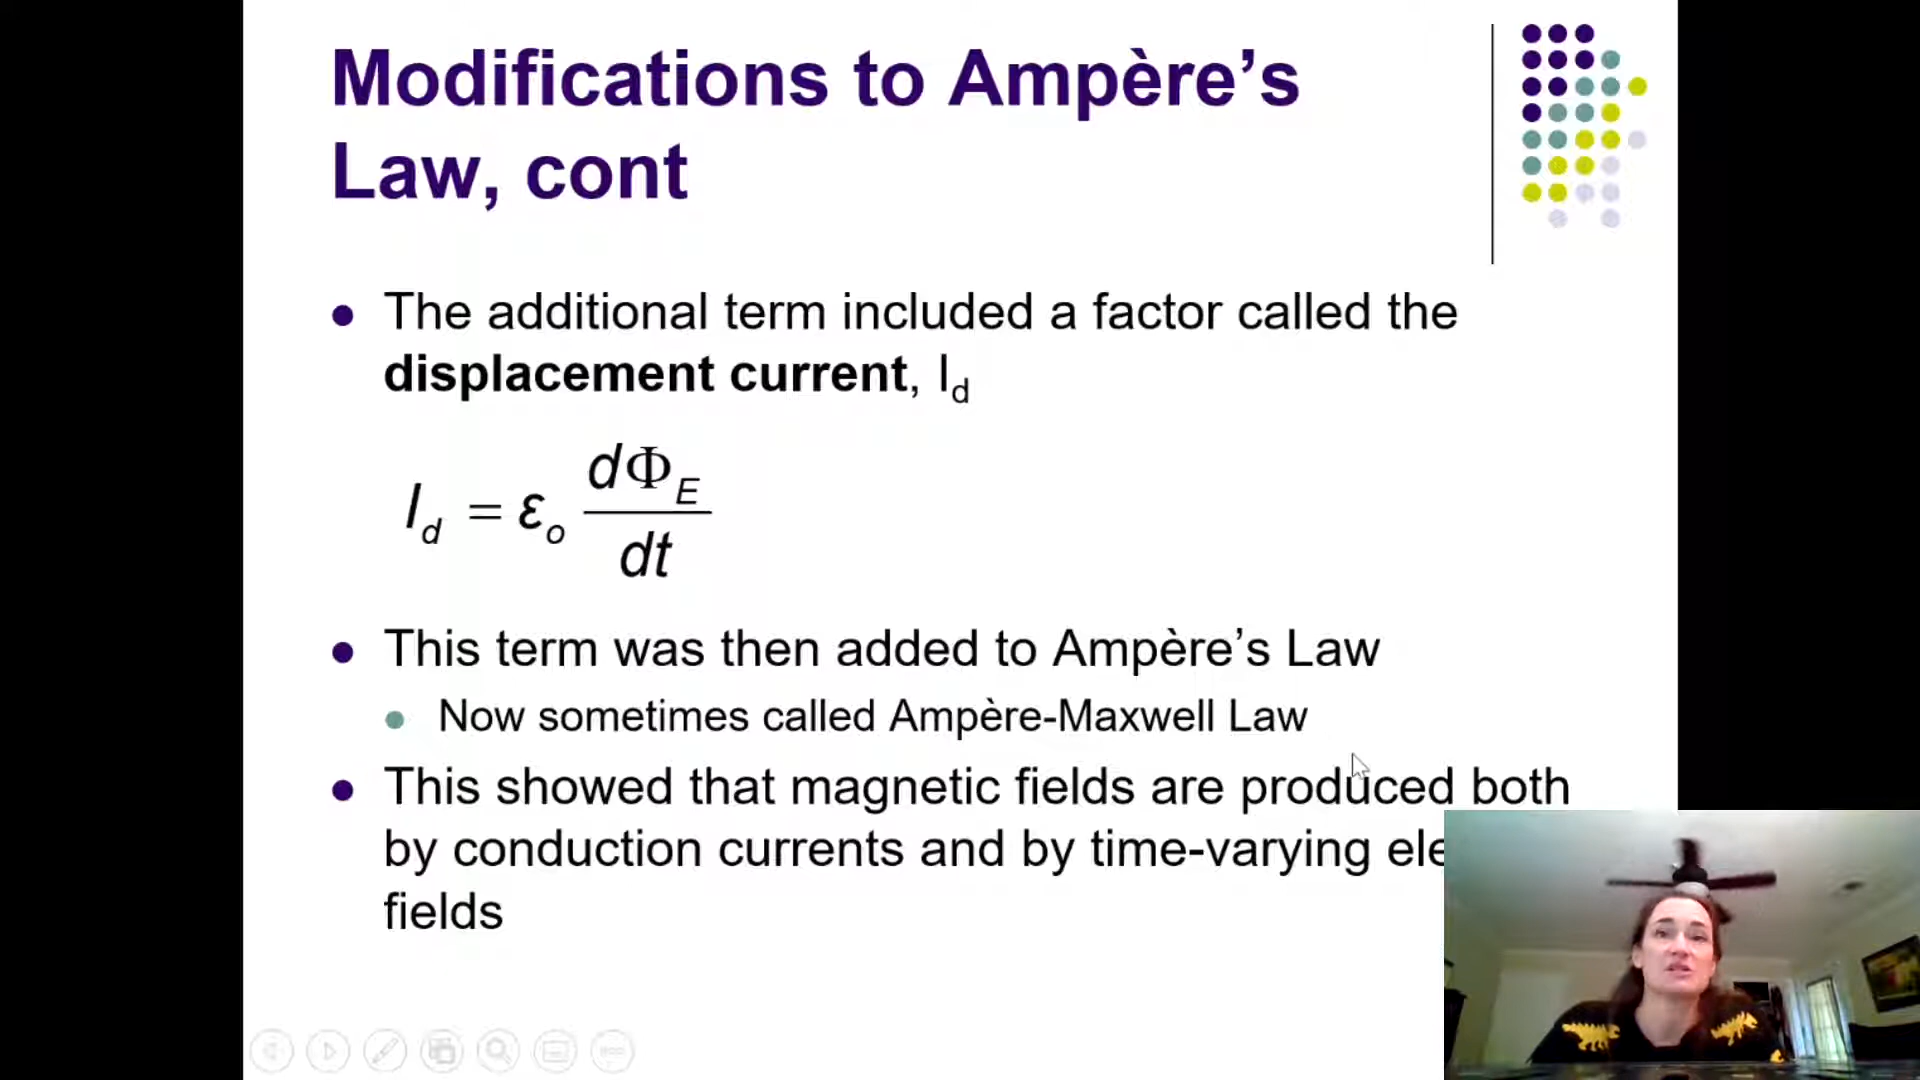 Modifications to Ampère’s
Law, cont
The additional term included a factor called the
displacement current, I_d
I_d = ε_o dΦ_E / dt
This term was then added to Ampère’s Law
Now sometimes called Ampère-Maxwell Law
This showed that magnetic fields are produced both
by conduction currents and by time-varying
fields